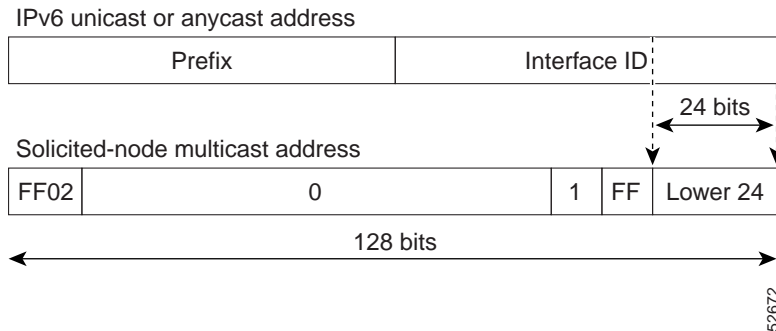 IPv6 unicast or anycast address
Prefix Interface ID
24 bits
Solicited-node multicast address
FF02 0 1 FF Lower 24
128 bits
52672